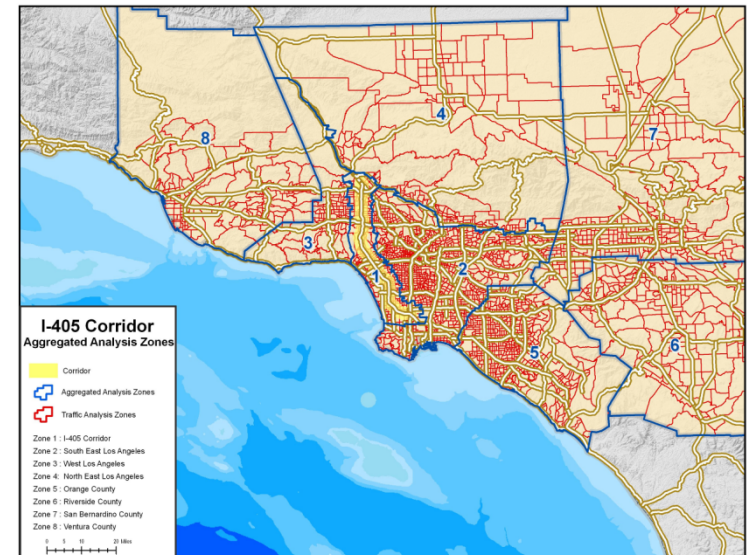 8
4
7
3
1
2
5
6
I-405 Corridor
Aggregated Analysis Zones
Corridor
Aggregated Analysis Zones
Traffic Analysis Zones
Zone 1 : I-405 Corridor
Zone 2 : South East Los Angeles
Zone 3 : West Los Angeles
Zone 4: North East Los Angeles
Zone 5 : Orange County
Zone 6 : Riverside County
Zone 7 : San Bernardino County
Zone 8 : Ventura County
0 5 10 20 Miles